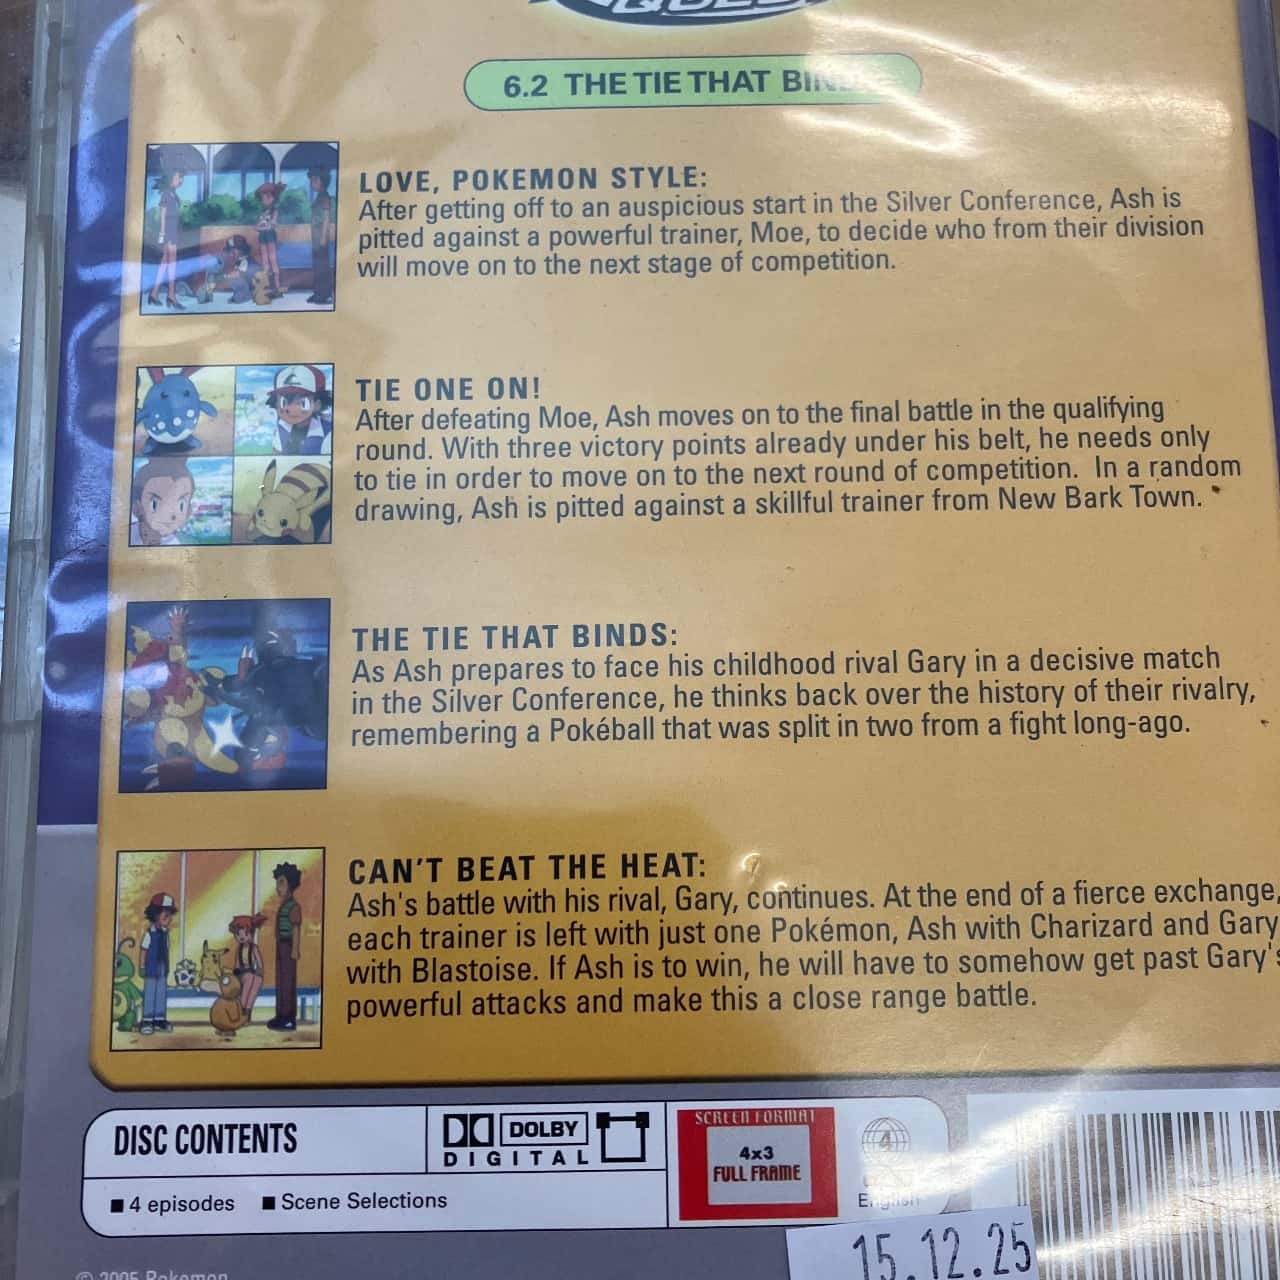 QUEST
6.2 THE TIE THAT BINDS
LOVE, POKEMON STYLE:
After getting off to an auspicious start in the Silver Conference, Ash is
pitted against a powerful trainer, Moe, to decide who from their division
will move on to the next stage of competition.
TIE ONE ON!
After defeating Moe, Ash moves on to the final battle in the qualifying
round. With three victory points already under his belt, he needs only
to tie in order to move on to the next round of competition. In a random
drawing, Ash is pitted against a skillful trainer from New Bark Town.
THE TIE THAT BINDS:
As Ash prepares to face his childhood rival Gary in a decisive match
in the Silver Conference, he thinks back over the history of their rivalry,
remembering a Pokéball that was split in two from a fight long-ago.
CAN'T BEAT THE HEAT:
Ash's battle with his rival, Gary, continues. At the end of a fierce exchange,
each trainer is left with just one Pokémon, Ash with Charizard and Gary
with Blastoise. If Ash is to win, he will have to somehow get past Gary's
powerful attacks and make this a close range battle.
DISC CONTENTS
DOLBY
DIGITAL
4 episodes
Scene Selections
SCREEN FORMAT
4x3
FULL FRAME
4
English
15.12.25
© 2005 Pokemon